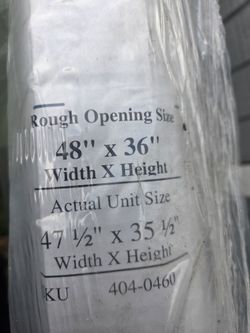 Rough Opening Size
48" x 36"
Width X Height
Actual Unit Size
47 ½" x 35 ½"
Width X Height
KU 404-0460